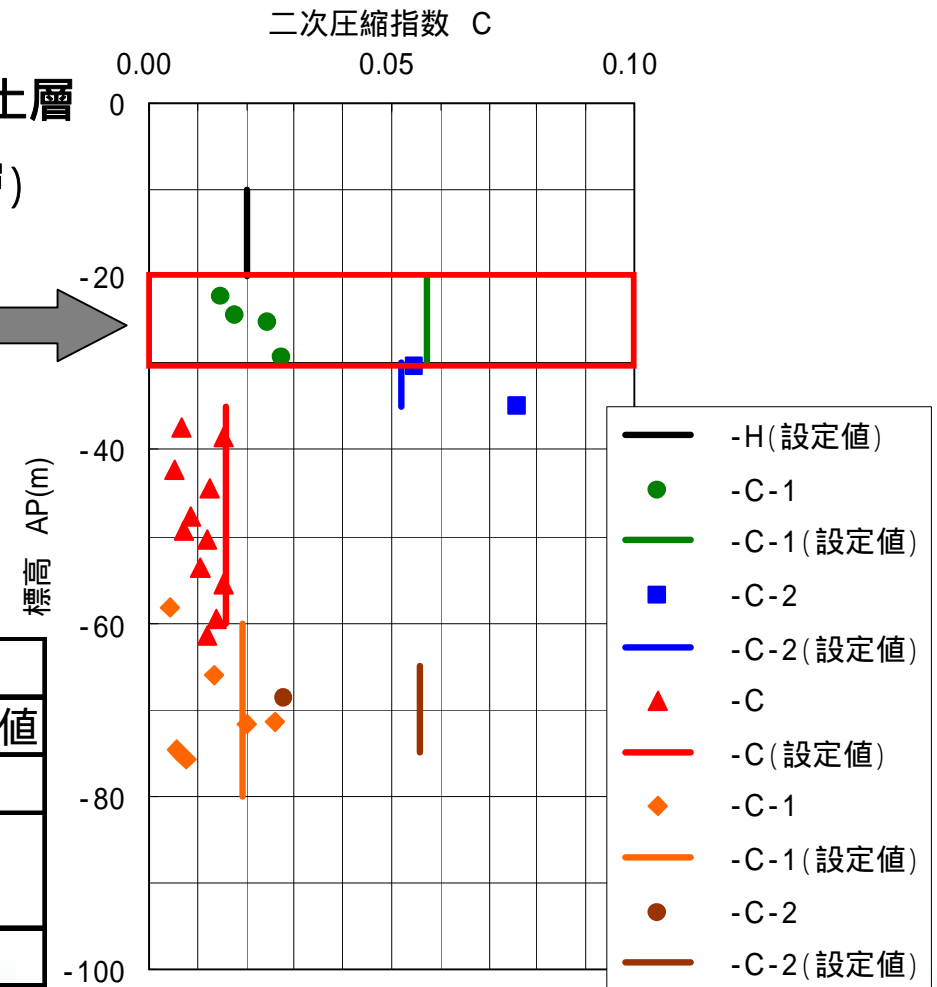 二次圧縮指数 C
0.00 0.05 0.10
土層
)
0
-20
-40
-60
-80
-100
標高 AP(m)
値
-H(設定値)
-C-1
-C-1(設定値)
-C-2
-C-2(設定値)
-C
-C(設定値)
-C-1
-C-1(設定値)
-C-2
-C-2(設定値)